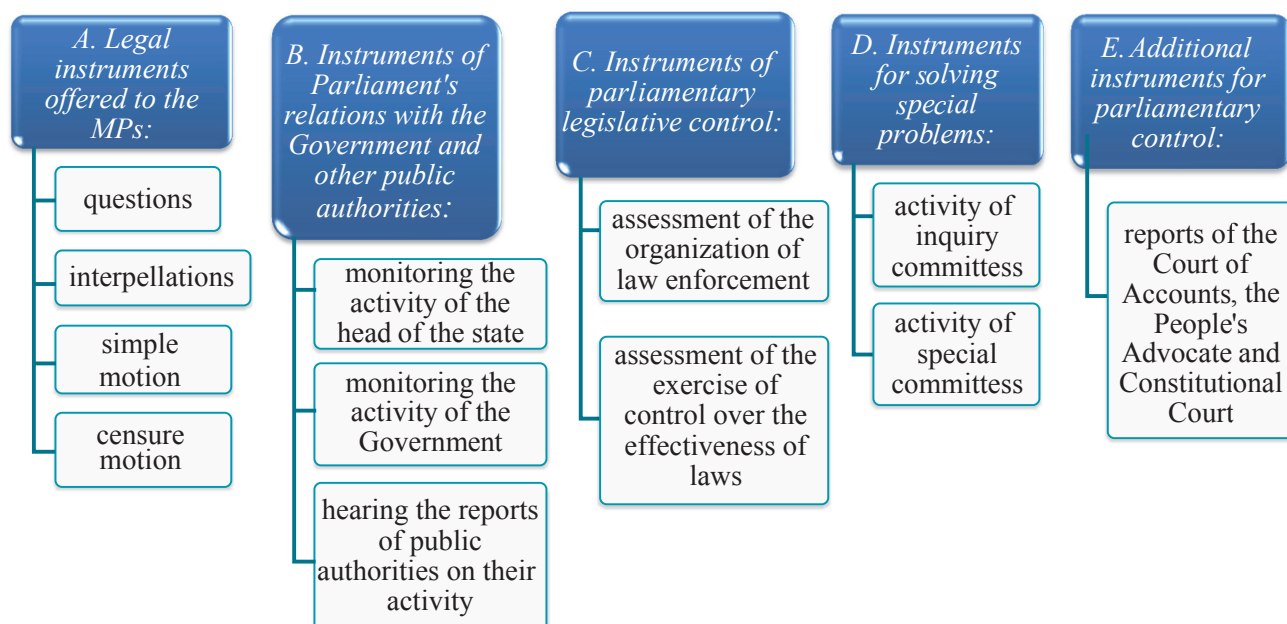 A. Legal
instruments
offered to the
MPs:
questions
interpellations
simple
motion
censure
motion
B. Instruments of
Parliament's
relations with the
Government and
other public
authorities:
monitoring the
activity of the
head of the state
monitoring the
activity of the
Government
hearing the reports
of public
authorities on their
activity
C. Instruments of
parliamentary
legislative control:
assessment of the
organization of
law enforcement
assessment of the
exercise of
control over the
effectiveness of
laws
D. Instruments
for solving
special
problems:
activity of
inquiry
committess
activity of
special
committess
E. Additional
instruments for
parliamentary
control:
reports of the
Court of
Accounts, the
People's
Advocate and
Constitutional
Court